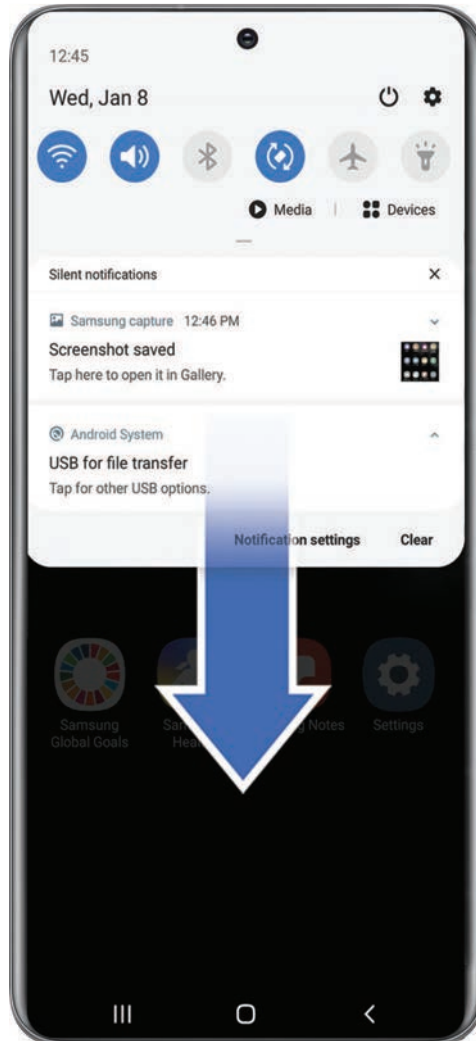 12:45
Wed, Jan 8
Media
Devices
Silent notifications
Samsung capture 12:46 PM
Screenshot saved
Tap here to open it in Gallery.
Android System
USB for file transfer
Tap for other USB options.
Notification settings Clear
Samsung
Global Goals
Notes
Settings